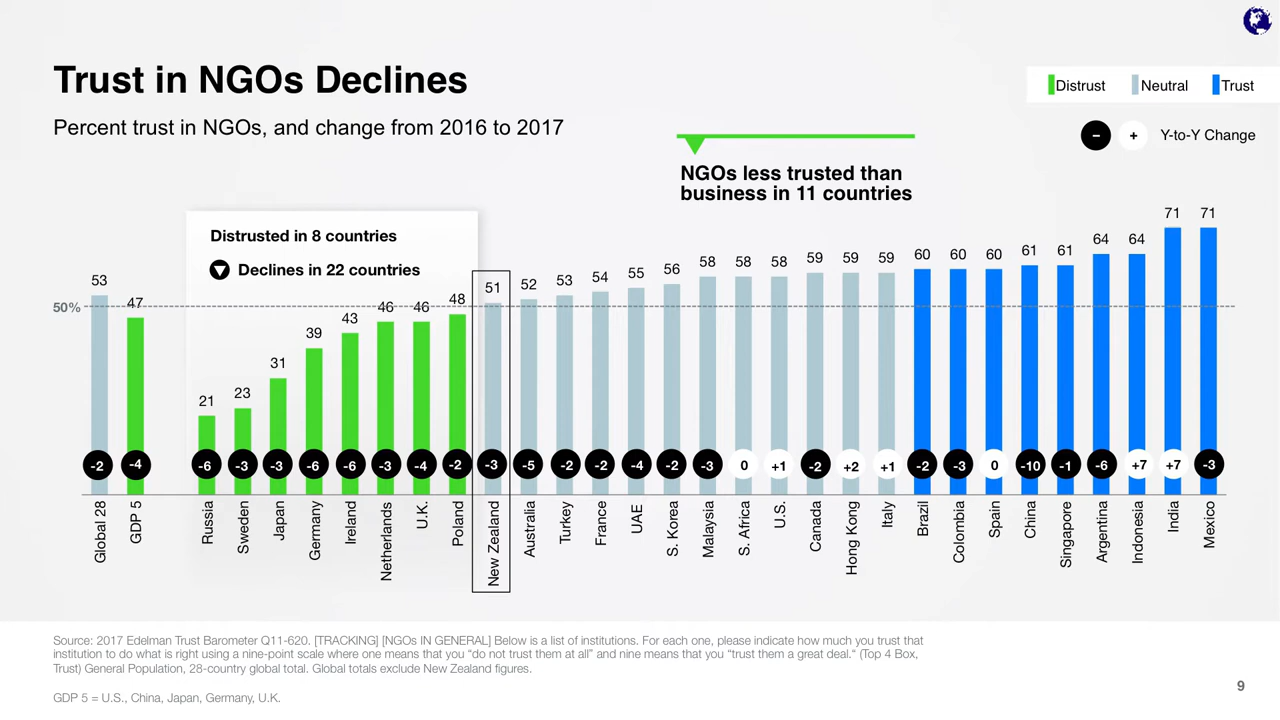 Trust in NGOs Declines
Percent trust in NGOs, and change from 2016 to 2017
Distrust Neutral Trust
− + Y-to-Y Change
NGOs less trusted than
business in 11 countries
Distrusted in 8 countries
Declines in 22 countries
50%
53 47 21 23 31 39 43 46 46 48 51 52 53 54 55 56 58 58 58 59 59 59 60 60 60 61 61 64 64 71 71
-2 -4 -6 -3 -3 -6 -6 -3 -4 -2 -3 -5 -2 -2 -4 -2 -3 0 +1 -2 +2 +1 -2 -3 0 -10 -1 -6 +7 +7 -3
Global 28
GDP 5
Russia
Sweden
Japan
Germany
Ireland
Netherlands
U.K.
Poland
New Zealand
Australia
Turkey
France
UAE
S. Korea
Malaysia
S. Africa
U.S.
Canada
Hong Kong
Italy
Brazil
Colombia
Spain
China
Singapore
Argentina
Indonesia
India
Mexico
Source: 2017 Edelman Trust Barometer Q11-620. [TRACKING] [NGOs IN GENERAL] Below is a list of institutions. For each one, please indicate how much you trust that
institution to do what is right using a nine-point scale where one means that you “do not trust them at all” and nine means that you “trust them a great deal.“ (Top 4 Box,
Trust) General Population, 28-country global total. Global totals exclude New Zealand figures.
GDP 5 = U.S., China, Japan, Germany, U.K.
9